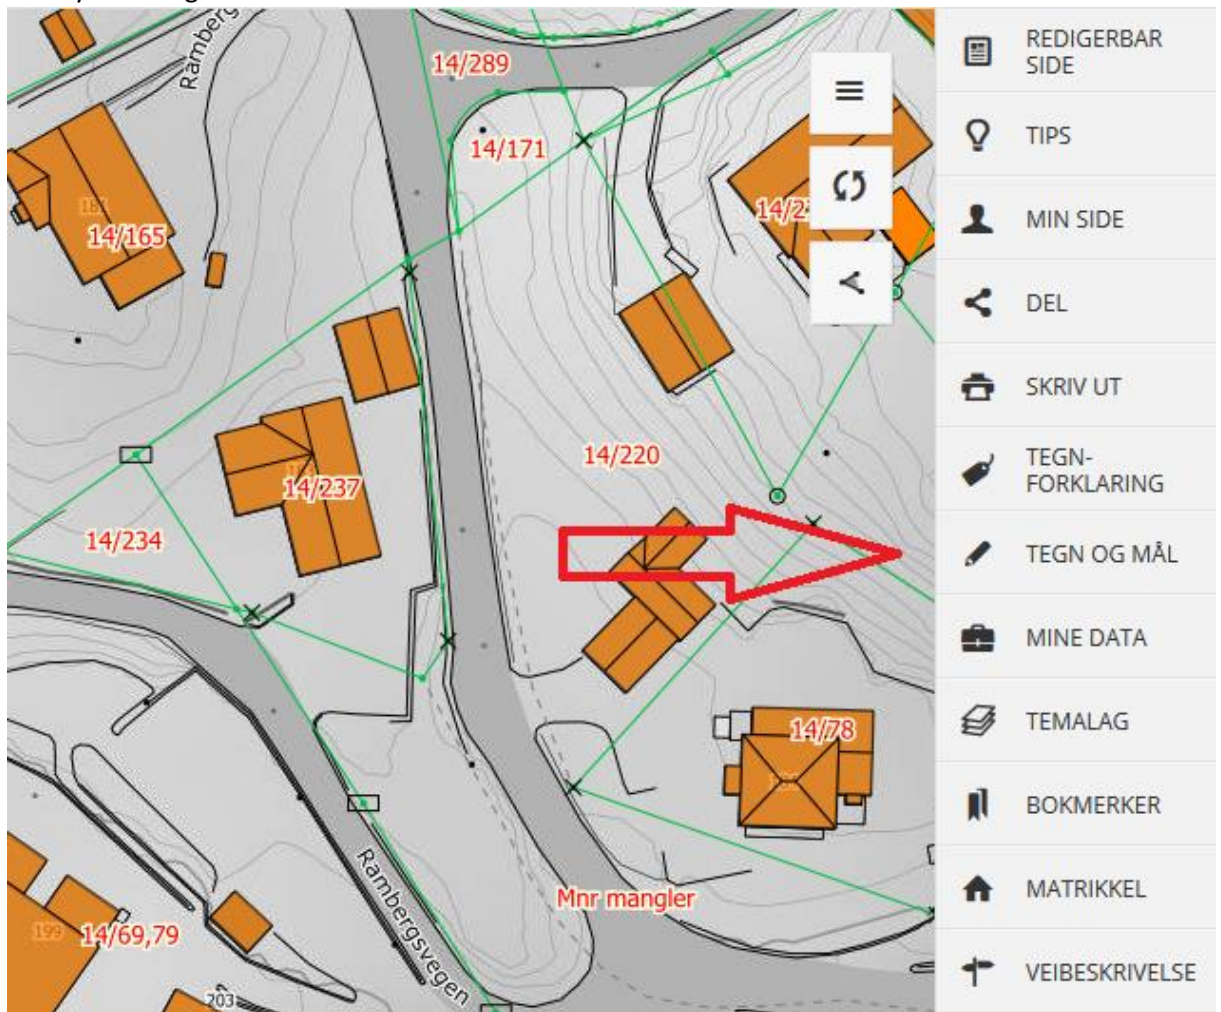 Ramberg
14/289
14/171
14/165
14/220
14/237
14/234
14/78
Mnr mangler
Rambergsvegen
199
14/69,79
203
REDIGERBAR
SIDE
TIPS
MIN SIDE
DEL
SKRIV UT
TEGN-
FORKLARING
TEGN OG MÅL
MINE DATA
TEMALAG
BOKMERKER
MATRIKKEL
VEIBESKRIVELSE